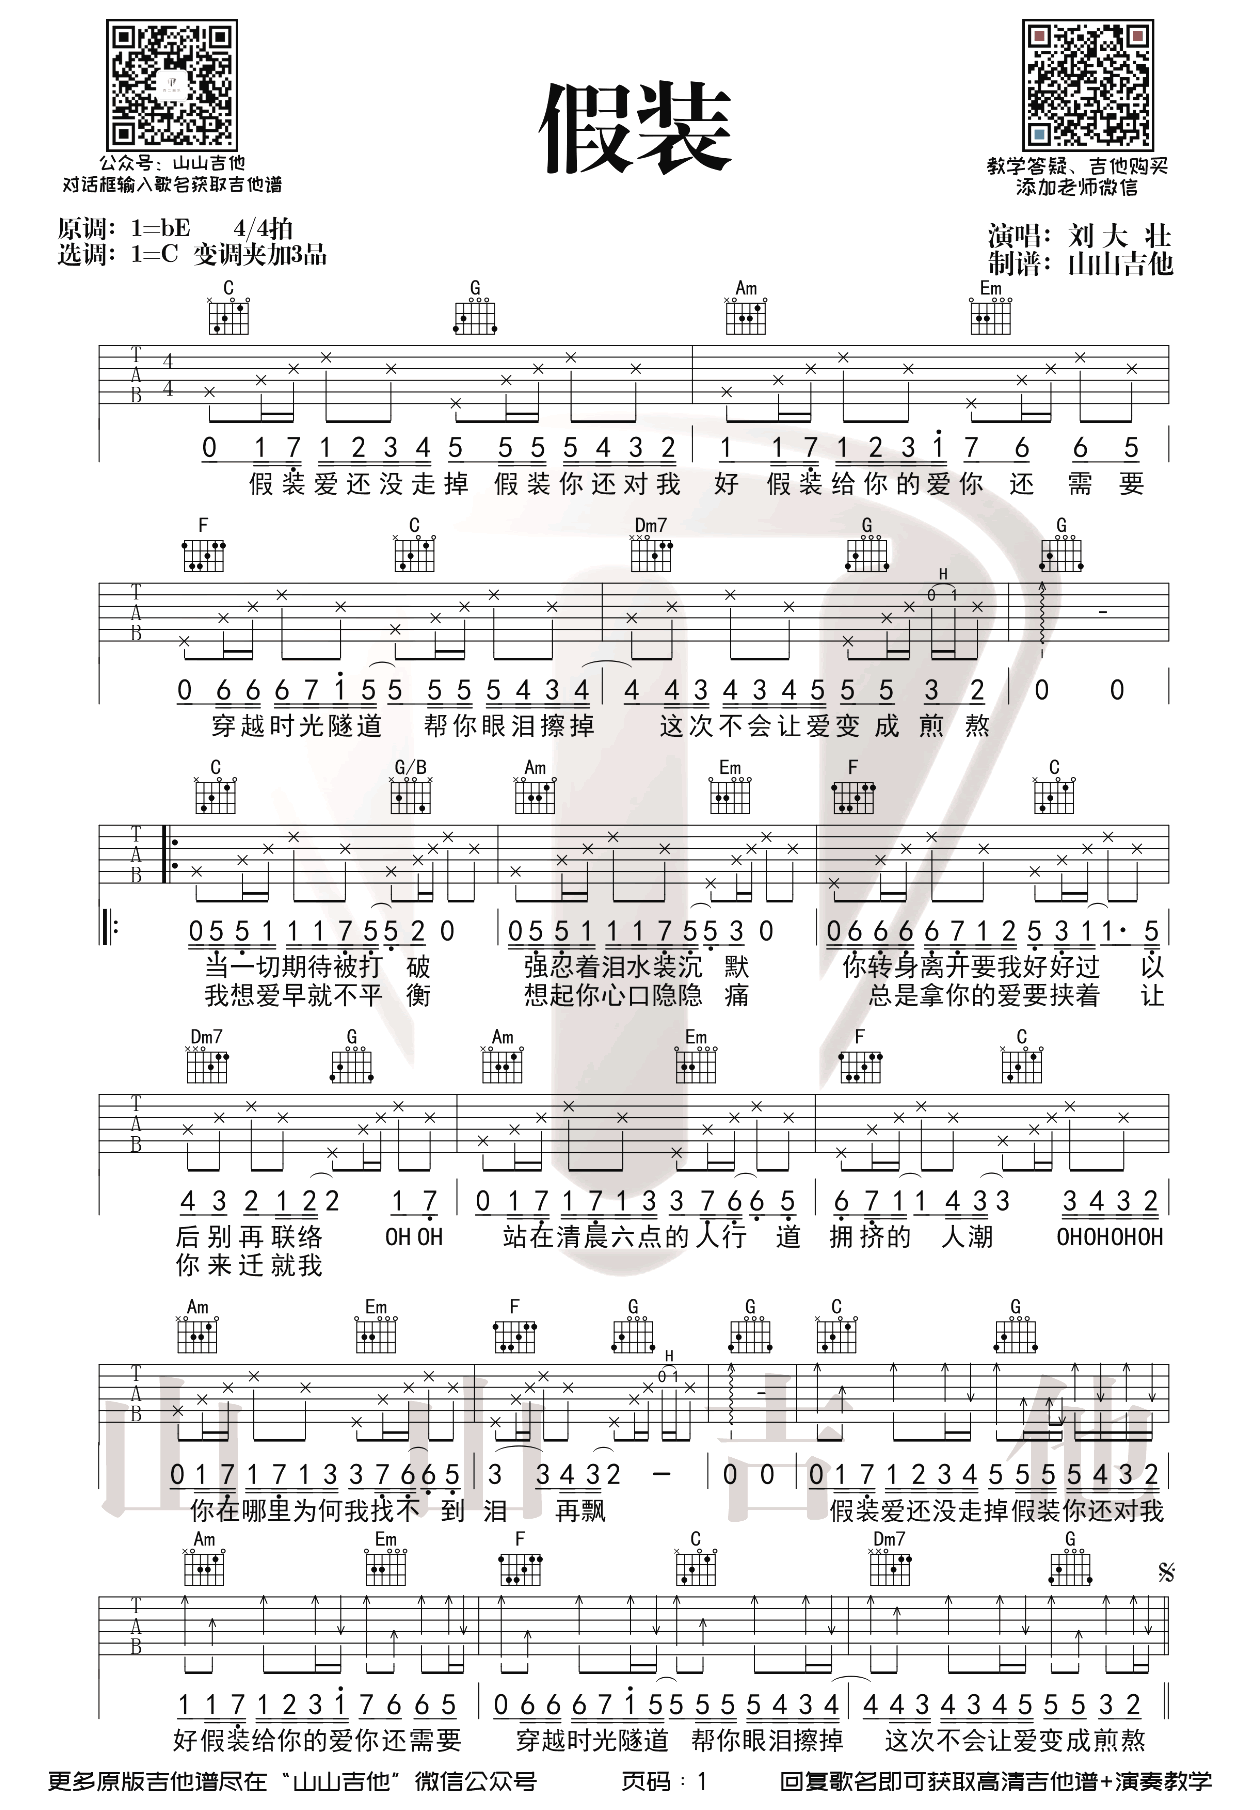 假装
公众号：山山吉他
对话框输入歌名获取吉他谱
教学答疑、吉他购买
添加老师微信
原调：1=bE 4/4拍
选调：1=C 变调夹加3品
演唱：刘 大 壮
制谱：山山吉他
C G Am Em
T A B 4 4
0 1 7 1 2 3 4 5 5 5 5 4 3 2 1 1 7 1 2 3 1 7 6 6 5
假装爱还没走掉 假装你还对我 好 假装给你的爱你 还 需 要
F C Dm7 G G
T A B H 0 1 -
0 6 6 6 7 1 5 5 5 5 5 4 3 4 4 4 3 4 3 4 5 5 5 3 2 0 0
穿越时光隧道 帮你眼泪擦掉 这次不会让爱变成煎熬
C G/B Am Em F C
T A B
0 5 5 1 1 1 7 5 5 2 0 0 5 5 1 1 1 7 5 5 3 0 0 6 6 6 6 7 1 2 5 3 1 1· 5
当一切期待被打 破 强忍着泪水装沉 默 你转身离开要我好好过 以
我想爱早就不平 衡 想起你心口隐隐 痛 总是拿你的爱要挟着 让
Dm7 G Am Em F C
T A B
4 3 2 1 2 2 1 7 0 1 7 1 7 1 3 3 7 6 6 5 6 7 1 1 4 3 3 3 4 3 2
后别再联络 OH OH 站在清晨六点的人行 道 拥挤的 人潮 OHOHOHOH
你来迁就我
Am Em F G G C G
T A B H 0 1 -
0 1 7 1 7 1 3 3 7 6 6 5 3 3 4 3 2 - 0 0 0 1 7 1 2 3 4 5 5 5 5 4 3 2
你在哪里为何我找不 到 泪 再飘 假装爱还没走掉假装你还对我
山 山 吉 他
Am Em F C Dm7 G
T A B
1 1 7 1 2 3 1 7 6 6 5 0 6 6 6 7 1 5 5 5 5 5 4 3 4 4 4 3 4 3 4 5 5 5 3 2
好假装给你的爱你还需要 穿越时光隧道 帮你眼泪擦掉 这次不会让爱变成煎熬
更多原版吉他谱尽在“山山吉他”微信公众号 页码：1 回复歌名即可获取高清吉他谱+演奏教学